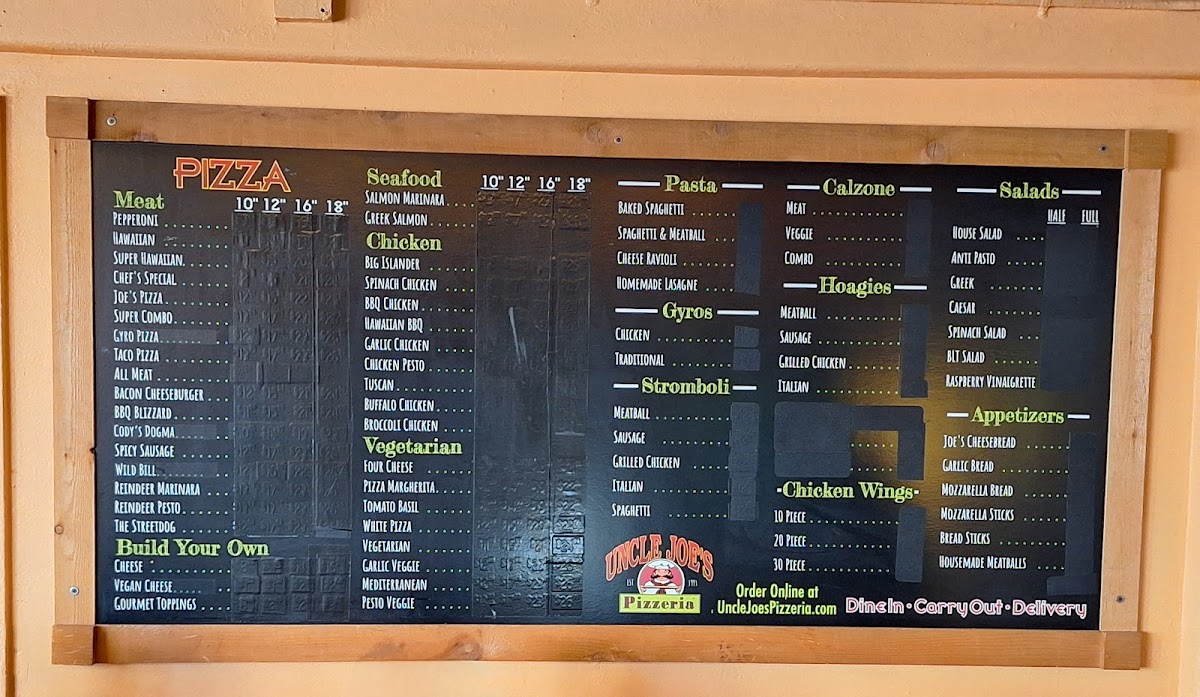 PIZZA
Meat
10" 12" 16" 18"
PEPPERONI
HAWAIIAN
SUPER HAWAIIAN
CHEF'S SPECIAL
JOE'S PIZZA
SUPER COMBO
GYRO PIZZA
TACO PIZZA
ALL MEAT
BACON CHEESEBURGER
BBQ BLIZZARD
CODY'S DOGMA
SPICY SAUSAGE
WILD BILL
REINDEER MARINARA
REINDEER PESTO
THE STREETDOG
Build Your Own
CHEESE
VEGAN CHEESE
GOURMET TOPPINGS
Seafood
10" 12" 16" 18"
SALMON MARINARA
GREEK SALMON
Chicken
BIG ISLANDER
SPINACH CHICKEN
BBQ CHICKEN
HAWAIIAN BBQ
GARLIC CHICKEN
CHICKEN PESTO
TUSCAN
BUFFALO CHICKEN
BROCCOLI CHICKEN
Vegetarian
FOUR CHEESE
PIZZA MARGHERITA
TOMATO BASIL
WHITE PIZZA
VEGETARIAN
GARLIC VEGGIE
MEDITERRANEAN
PESTO VEGGIE
Pasta
BAKED SPAGHETTI
SPAGHETTI & MEATBALL
CHEESE RAVIOLI
HOMEMADE LASAGNE
Gyros
CHICKEN
TRADITIONAL
Stromboli
MEATBALL
SAUSAGE
GRILLED CHICKEN
ITALIAN
SPAGHETTI
UNCLE JOE'S
EST 1993
Pizzeria
Calzone
MEAT
VEGGIE
COMBO
Hoagies
MEATBALL
SAUSAGE
GRILLED CHICKEN
ITALIAN
Chicken Wings
10 PIECE
20 PIECE
30 PIECE
Order Online at
UncleJoesPizzeria.com
Salads
HALF FULL
HOUSE SALAD
ANTI PASTO
GREEK
CAESAR
SPINACH SALAD
BLT SALAD
RASPBERRY VINAIGRETTE
Appetizers
JOE'S CHEESEBREAD
GARLIC BREAD
MOZZARELLA BREAD
MOZZARELLA STICKS
BREAD STICKS
HOUSEMADE MEATBALLS
Dine In • Carry Out • Delivery